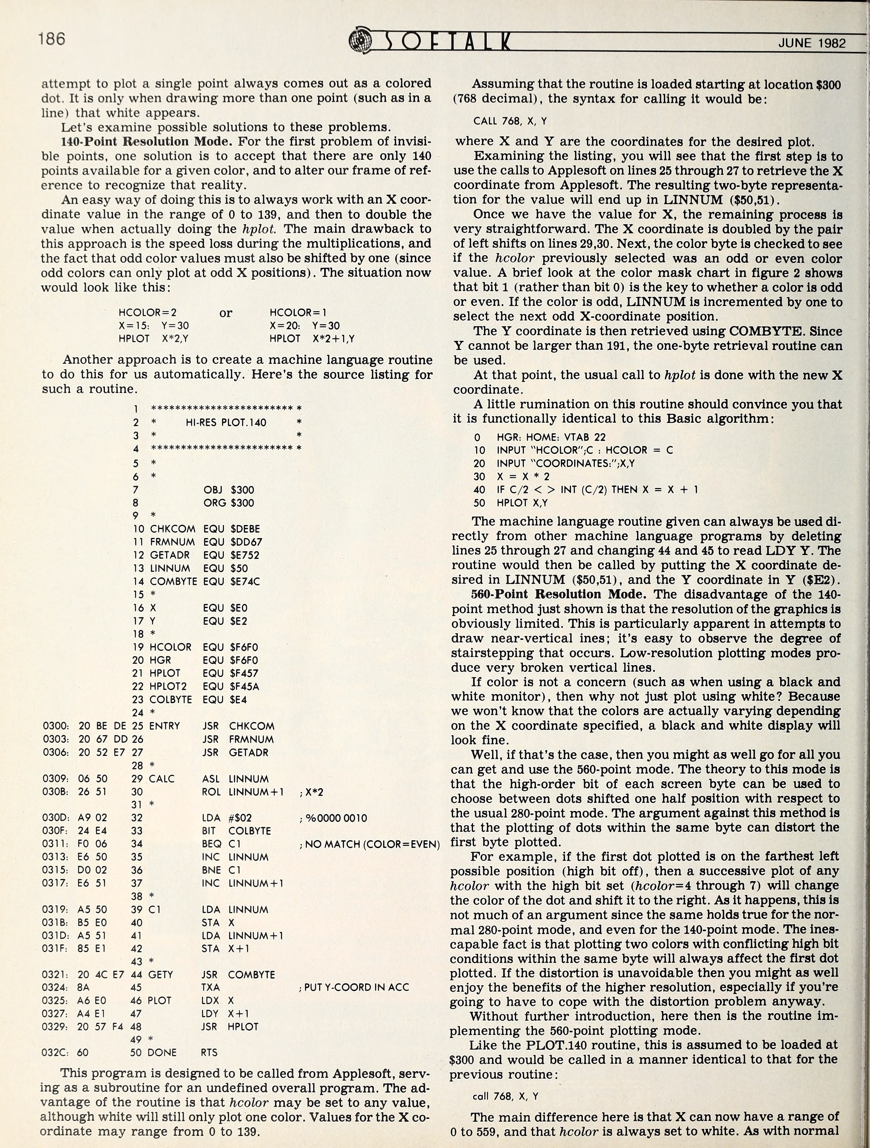 186
SOFTALK
JUNE 1982
attempt to plot a single point always comes out as a colored
dot. It is only when drawing more than one point (such as in a
line) that white appears.
Let's examine possible solutions to these problems.
140-Point Resolution Mode. For the first problem of invisi-
ble points, one solution is to accept that there are only 140
points available for a given color, and to alter our frame of ref-
erence to recognize that reality.
An easy way of doing this is to always work with an X coor-
dinate value in the range of 0 to 139, and then to double the
value when actually doing the hplot. The main drawback to
this approach is the speed loss during the multiplications, and
the fact that odd color values must also be shifted by one (since
odd colors can only plot at odd X positions). The situation now
would look like this:
HCOLOR=2 or HCOLOR=1
X=15: Y=30 X=20: Y=30
HPLOT X*2,Y HPLOT X*2+1,Y
Another approach is to create a machine language routine
to do this for us automatically. Here's the source listing for
such a routine.
1 ************************ *
2 * HI-RES PLOT.140 *
3 * *
4 ************************ *
5 *
6 *
7 OBJ $300
8 ORG $300
9 *
10 CHKCOM EQU $DEBE
11 FRMNUM EQU $DD67
12 GETADR EQU $E752
13 LINNUM EQU $50
14 COMBYTE EQU $E74C
15 *
16 X EQU $E0
17 Y EQU $E2
18 *
19 HCOLOR EQU $F6F0
20 HGR EQU $F6F0
21 HPLOT EQU $F457
22 HPLOT2 EQU $F45A
23 COLBYTE EQU $E4
24 *
0300: 20 BE DE 25 ENTRY JSR CHKCOM
0303: 20 67 DD 26 JSR FRMNUM
0306: 20 52 E7 27 JSR GETADR
28 *
0309: 06 50 29 CALC ASL LINNUM
030B: 26 51 30 ROL LINNUM+1 ; X*2
31 *
030D: A9 02 32 LDA #$02 ; %0000 0010
030F: 24 E4 33 BIT COLBYTE
0311: F0 06 34 BEQ C1 ; NO MATCH (COLOR=EVEN)
0313: E6 50 35 INC LINNUM
0315: D0 02 36 BNE C1
0317: E6 51 37 INC LINNUM+1
38 *
0319: A5 50 39 C1 LDA LINNUM
031B: B5 E0 40 STA X
031D: A5 51 41 LDA LINNUM+1
031F: 85 E1 42 STA X+1
43 *
0321: 20 4C E7 44 GETY JSR COMBYTE
0324: 8A 45 TXA ; PUT Y-COORD IN ACC
0325: A6 E0 46 PLOT LDX X
0327: A4 E1 47 LDY X+1
0329: 20 57 F4 48 JSR HPLOT
49 *
032C: 60 50 DONE RTS
This program is designed to be called from Applesoft, serv-
ing as a subroutine for an undefined overall program. The ad-
vantage of the routine is that hcolor may be set to any value,
although white will still only plot one color. Values for the X co-
ordinate may range from 0 to 139.
Assuming that the routine is loaded starting at location $300
(768 decimal), the syntax for calling it would be:
CALL 768, X, Y
where X and Y are the coordinates for the desired plot.
Examining the listing, you will see that the first step is to
use the calls to Applesoft on lines 25 through 27 to retrieve the X
coordinate from Applesoft. The resulting two-byte representa-
tion for the value will end up in LINNUM ($50,51).
Once we have the value for X, the remaining process is
very straightforward. The X coordinate is doubled by the pair
of left shifts on lines 29,30. Next, the color byte is checked to see
if the hcolor previously selected was an odd or even color
value. A brief look at the color mask chart in figure 2 shows
that bit 1 (rather than bit 0) is the key to whether a color is odd
or even. If the color is odd, LINNUM is incremented by one to
select the next odd X-coordinate position.
The Y coordinate is then retrieved using COMBYTE. Since
Y cannot be larger than 191, the one-byte retrieval routine can
be used.
At that point, the usual call to hplot is done with the new X
coordinate.
A little rumination on this routine should convince you that
it is functionally identical to this Basic algorithm:
0 HGR: HOME: VTAB 22
10 INPUT "HCOLOR";C : HCOLOR = C
20 INPUT "COORDINATES:";X,Y
30 X = X * 2
40 IF C/2 < > INT (C/2) THEN X = X + 1
50 HPLOT X,Y
The machine language routine given can always be used di-
rectly from other machine language programs by deleting
lines 25 through 27 and changing 44 and 45 to read LDY Y. The
routine would then be called by putting the X coordinate de-
sired in LINNUM ($50,51), and the Y coordinate in Y ($E2).
560-Point Resolution Mode. The disadvantage of the 140-
point method just shown is that the resolution of the graphics is
obviously limited. This is particularly apparent in attempts to
draw near-vertical ines; it's easy to observe the degree of
stairstepping that occurs. Low-resolution plotting modes pro-
duce very broken vertical lines.
If color is not a concern (such as when using a black and
white monitor), then why not just plot using white? Because
we won't know that the colors are actually varying depending
on the X coordinate specified, a black and white display will
look fine.
Well, if that's the case, then you might as well go for all you
can get and use the 560-point mode. The theory to this mode is
that the high-order bit of each screen byte can be used to
choose between dots shifted one half position with respect to
the usual 280-point mode. The argument against this method is
that the plotting of dots within the same byte can distort the
first byte plotted.
For example, if the first dot plotted is on the farthest left
possible position (high bit off), then a successive plot of any
hcolor with the high bit set (hcolor=4 through 7) will change
the color of the dot and shift it to the right. As it happens, this is
not much of an argument since the same holds true for the nor-
mal 280-point mode, and even for the 140-point mode. The ines-
capable fact is that plotting two colors with conflicting high bit
conditions within the same byte will always affect the first dot
plotted. If the distortion is unavoidable then you might as well
enjoy the benefits of the higher resolution, especially if you're
going to have to cope with the distortion problem anyway.
Without further introduction, here then is the routine im-
plementing the 560-point plotting mode.
Like the PLOT.140 routine, this is assumed to be loaded at
$300 and would be called in a manner identical to that for the
previous routine:
call 768, X, Y
The main difference here is that X can now have a range of
0 to 559, and that hcolor is always set to white. As with normal